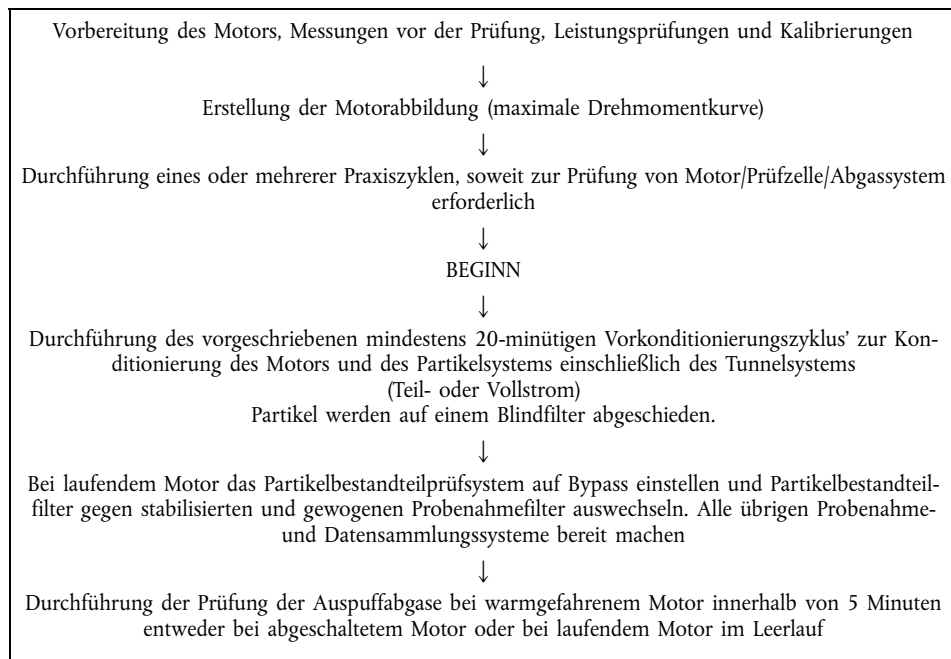 Vorbereitung des Motors, Messungen vor der Prüfung, Leistungsprüfungen und Kalibrierungen
↓
Erstellung der Motorabbildung (maximale Drehmomentkurve)
↓
Durchführung eines oder mehrerer Praxiszyklen, soweit zur Prüfung von Motor/Prüfzelle/Abgassystem
erforderlich
↓
BEGINN
↓
Durchführung des vorgeschriebenen mindestens 20-minütigen Vorkonditionierungszyklus’ zur Kon-
ditionierung des Motors und des Partikelsystems einschließlich des Tunnelsystems
(Teil- oder Vollstrom)
Partikel werden auf einem Blindfilter abgeschieden.
↓
Bei laufendem Motor das Partikelbestandteilprüfsystem auf Bypass einstellen und Partikelbestandteil-
filter gegen stabilisierten und gewogenen Probenahmefilter auswechseln. Alle übrigen Probenahme-
und Datensammlungssysteme bereit machen
↓
Durchführung der Prüfung der Auspuffabgase bei warmgefahrenem Motor innerhalb von 5 Minuten
entweder bei abgeschaltetem Motor oder bei laufendem Motor im Leerlauf